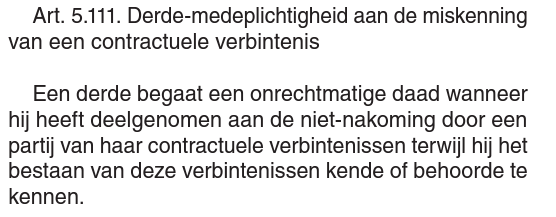 Art. 5.111. Derde-medeplichtigheid aan de miskenning
van een contractuele verbintenis
Een derde begaat een onrechtmatige daad wanneer
hij heeft deelgenomen aan de niet-nakoming door een
partij van haar contractuele verbintenissen terwijl hij het
bestaan van deze verbintenissen kende of behoorde te
kennen.